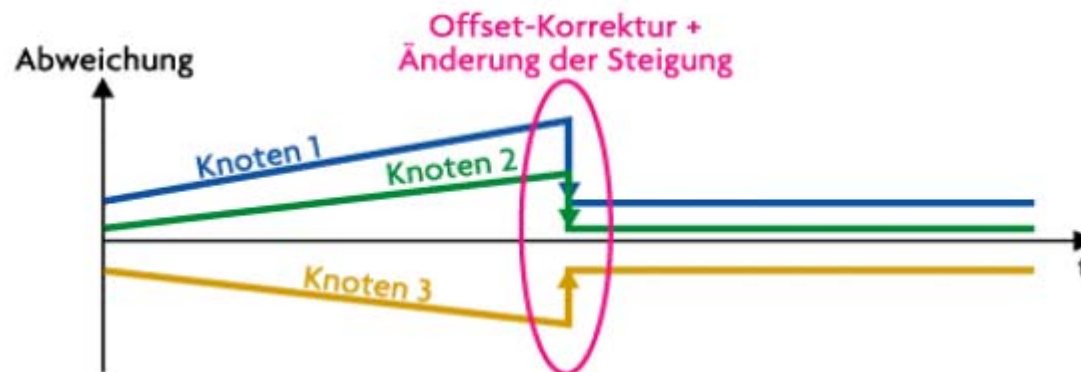 Offset-Korrektur +
Änderung der Steigung
Abweichung
Knoten 1
Knoten 2
Knoten 3
t